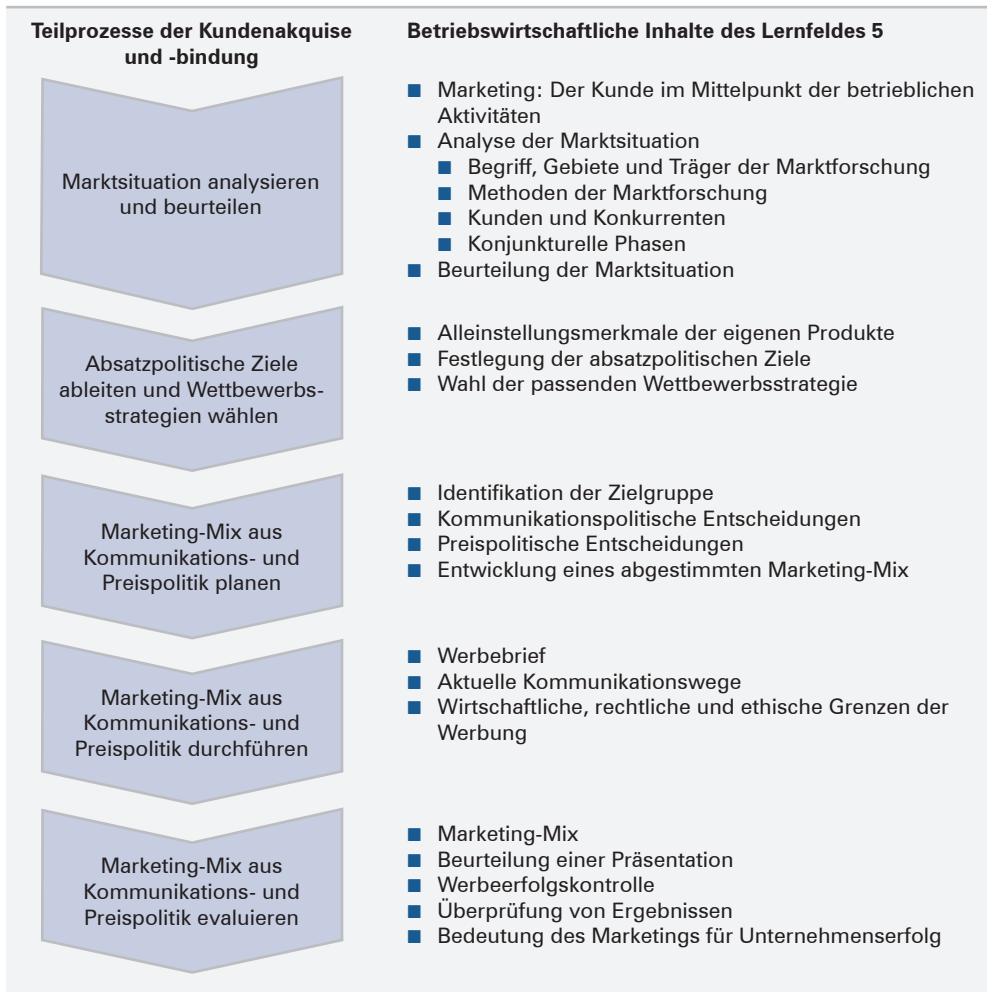 Teilprozesse der Kundenakquise
und -bindung
Betriebswirtschaftliche Inhalte des Lernfeldes 5
Marktsituation analysieren
und beurteilen
■ Marketing: Der Kunde im Mittelpunkt der betrieblichen
Aktivitäten
■ Analyse der Marktsituation
■ Begriff, Gebiete und Träger der Marktforschung
■ Methoden der Marktforschung
■ Kunden und Konkurrenten
■ Konjunkturelle Phasen
■ Beurteilung der Marktsituation
Absatzpolitische Ziele
ableiten und Wettbewerbs-
strategien wählen
■ Alleinstellungsmerkmale der eigenen Produkte
■ Festlegung der absatzpolitischen Ziele
■ Wahl der passenden Wettbewerbsstrategie
Marketing-Mix aus
Kommunikations- und
Preispolitik planen
■ Identifikation der Zielgruppe
■ Kommunikationspolitische Entscheidungen
■ Preispolitische Entscheidungen
■ Entwicklung eines abgestimmten Marketing-Mix
Marketing-Mix aus
Kommunikations- und
Preispolitik durchführen
■ Werbebrief
■ Aktuelle Kommunikationswege
■ Wirtschaftliche, rechtliche und ethische Grenzen der
Werbung
Marketing-Mix aus
Kommunikations- und
Preispolitik evaluieren
■ Marketing-Mix
■ Beurteilung einer Präsentation
■ Werbeerfolgskontrolle
■ Überprüfung von Ergebnissen
■ Bedeutung des Marketings für Unternehmenserfolg